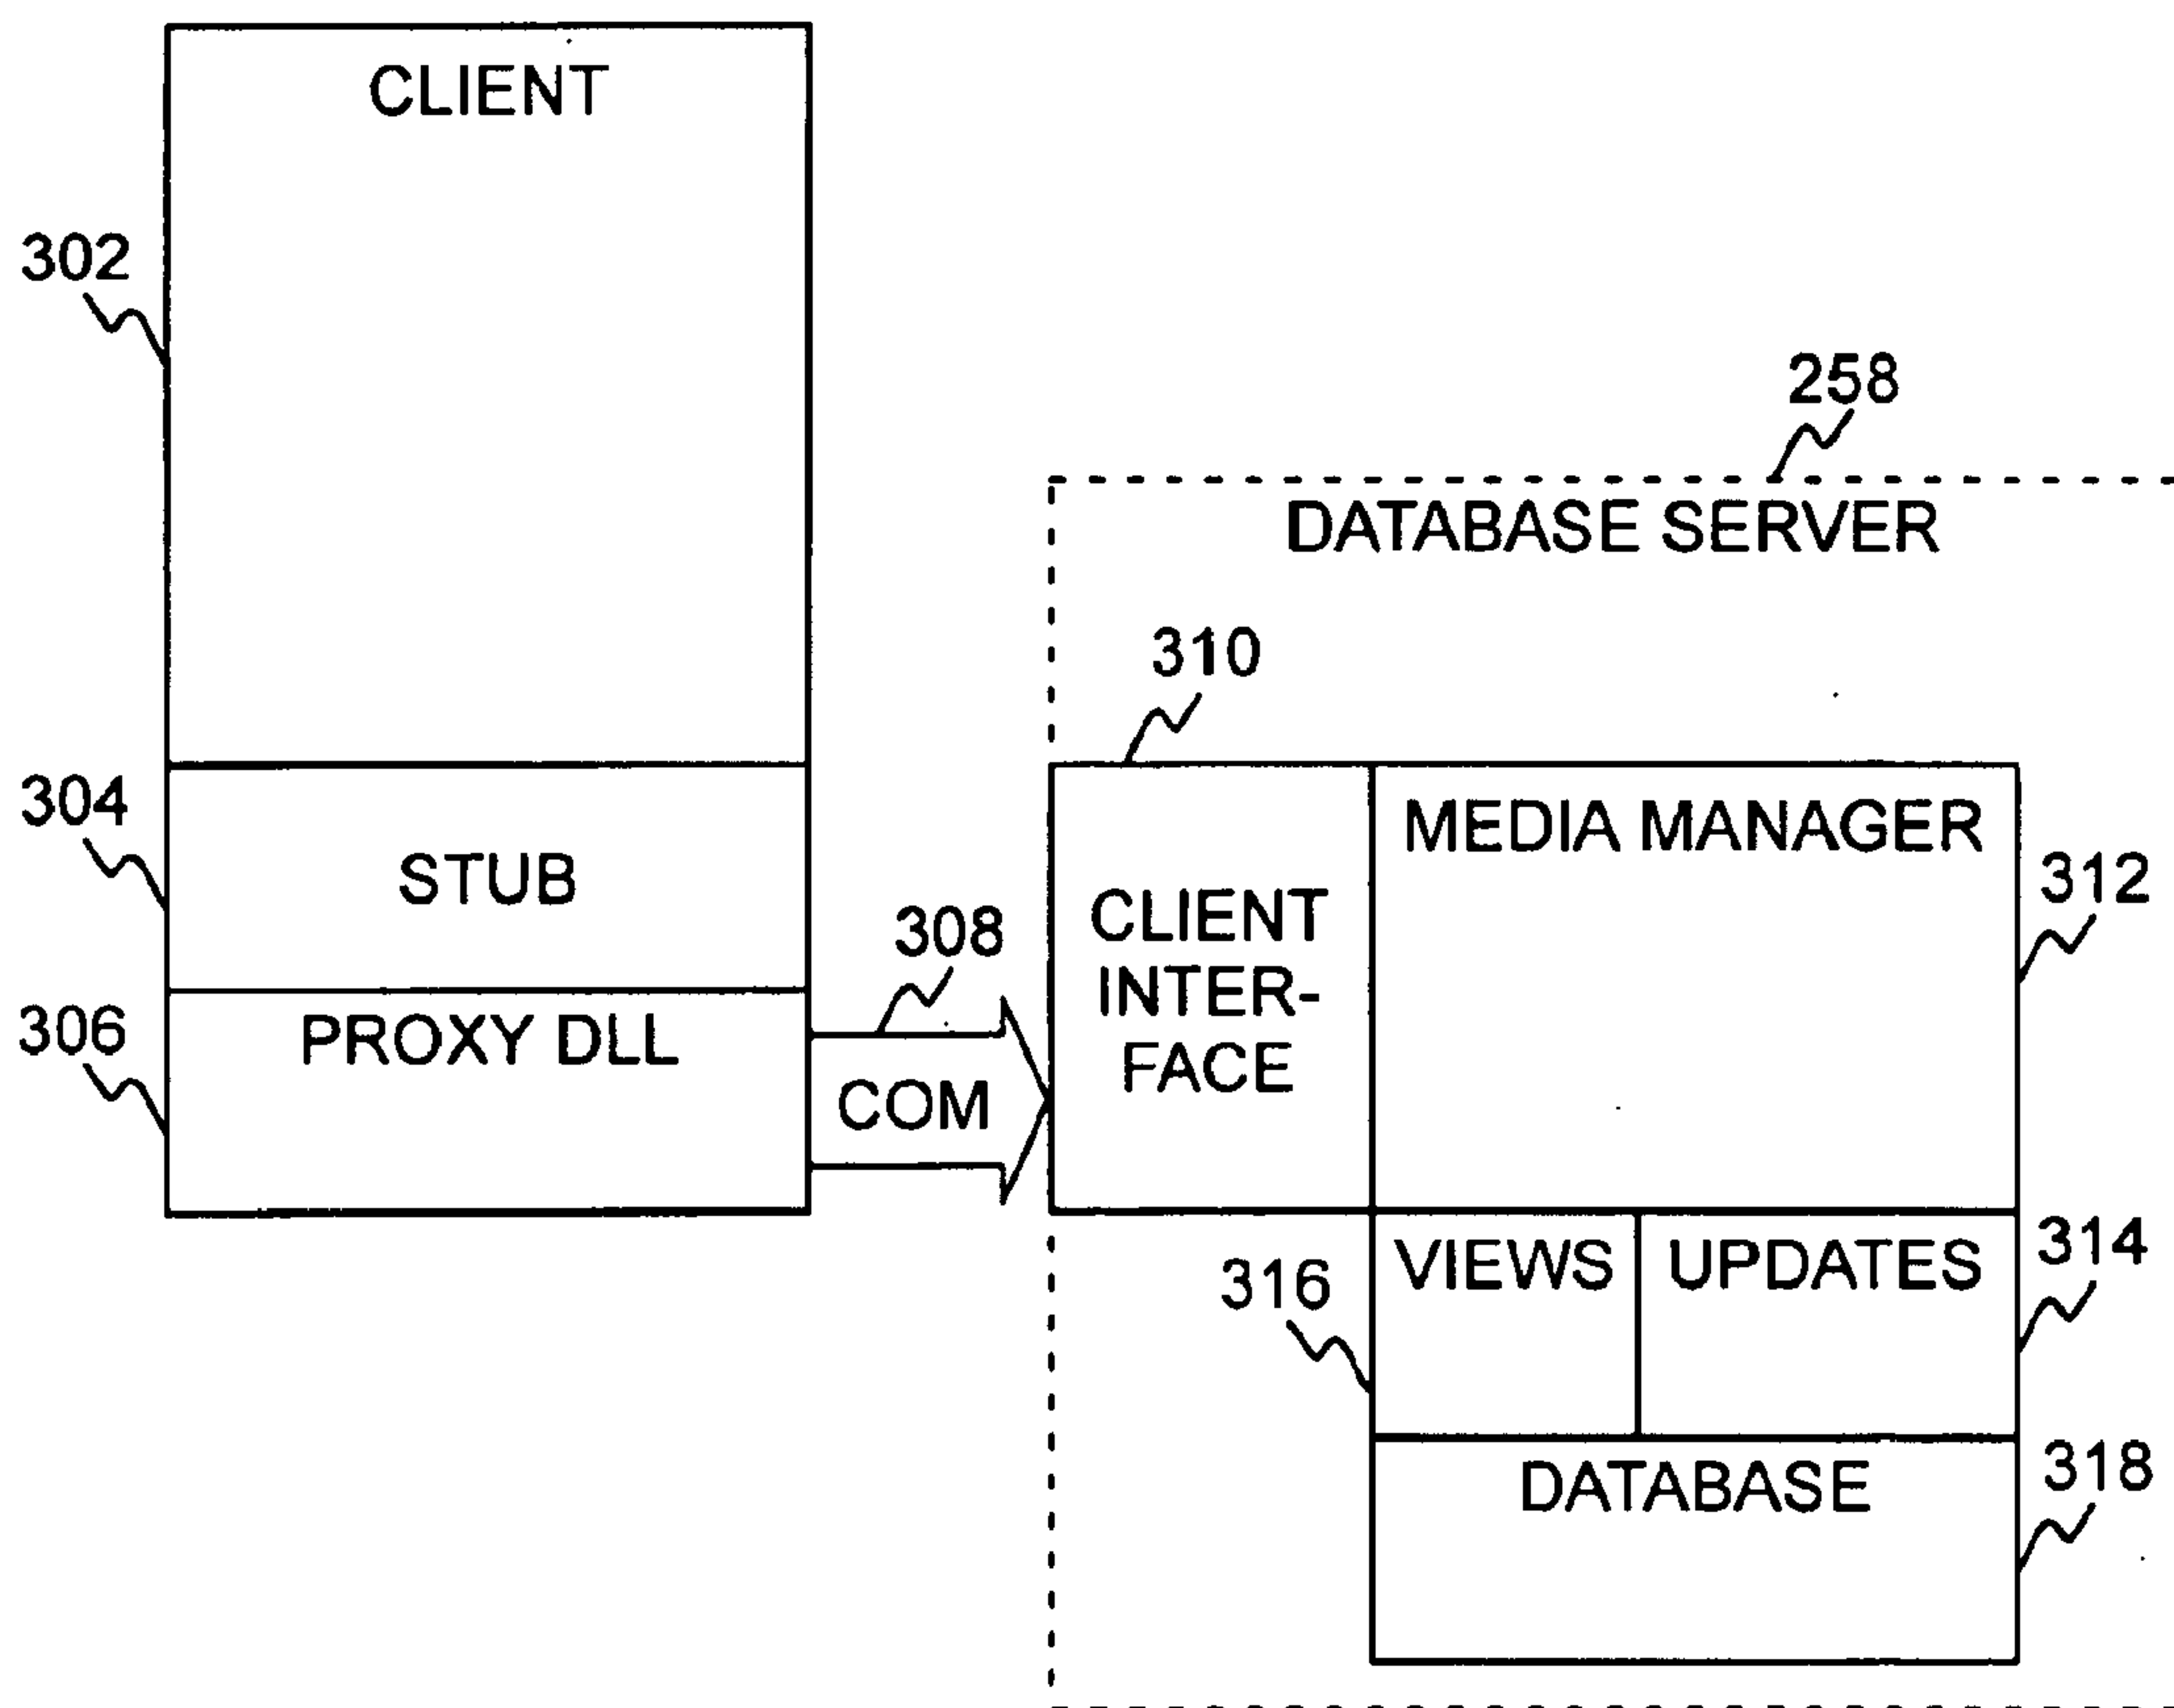 CLIENT
302
258
DATABASE SERVER
310
304
STUB
MEDIA MANAGER
312
308
CLIENT
INTER-
FACE
306
PROXY DLL
COM
316
VIEWS
UPDATES
314
DATABASE
318